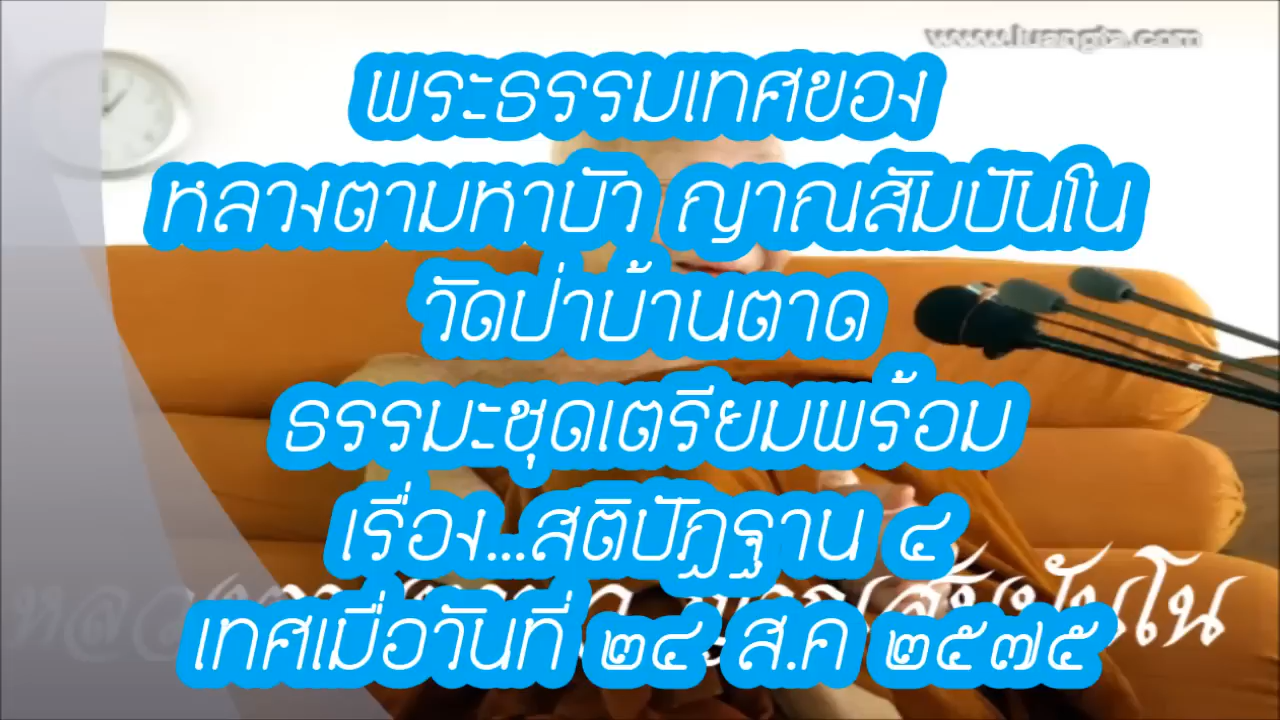 www.luangta.com
พระธรรมเทศของ
หลวงตามหาบัว ญาณสัมปันโน
วัดป่าบ้านตาด
ธรรมะชุดเตรียมพร้อม
เรื่อง...สติปัฏฐาน ๔
เทศเมื่อวันที่ ๒๔ ส.ค ๒๕๗๕